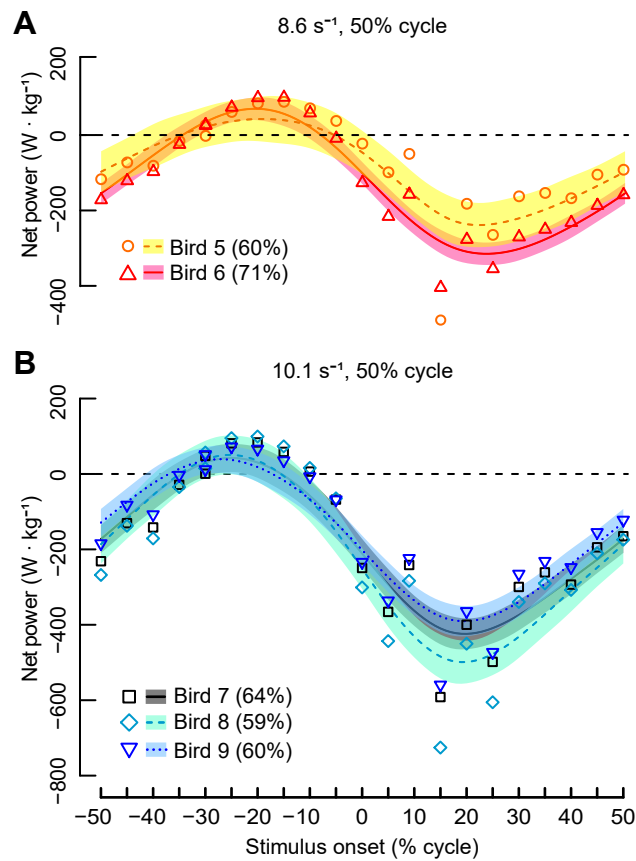 A
8.6 s⁻¹, 50% cycle
Net power (W · kg⁻¹)
200
0
−200
−400
Bird 5 (60%)
Bird 6 (71%)
B
10.1 s⁻¹, 50% cycle
Net power (W · kg⁻¹)
200
0
−200
−400
−600
−800
Bird 7 (64%)
Bird 8 (59%)
Bird 9 (60%)
−50 −40 −30 −20 −10 0 10 20 30 40 50
Stimulus onset (% cycle)